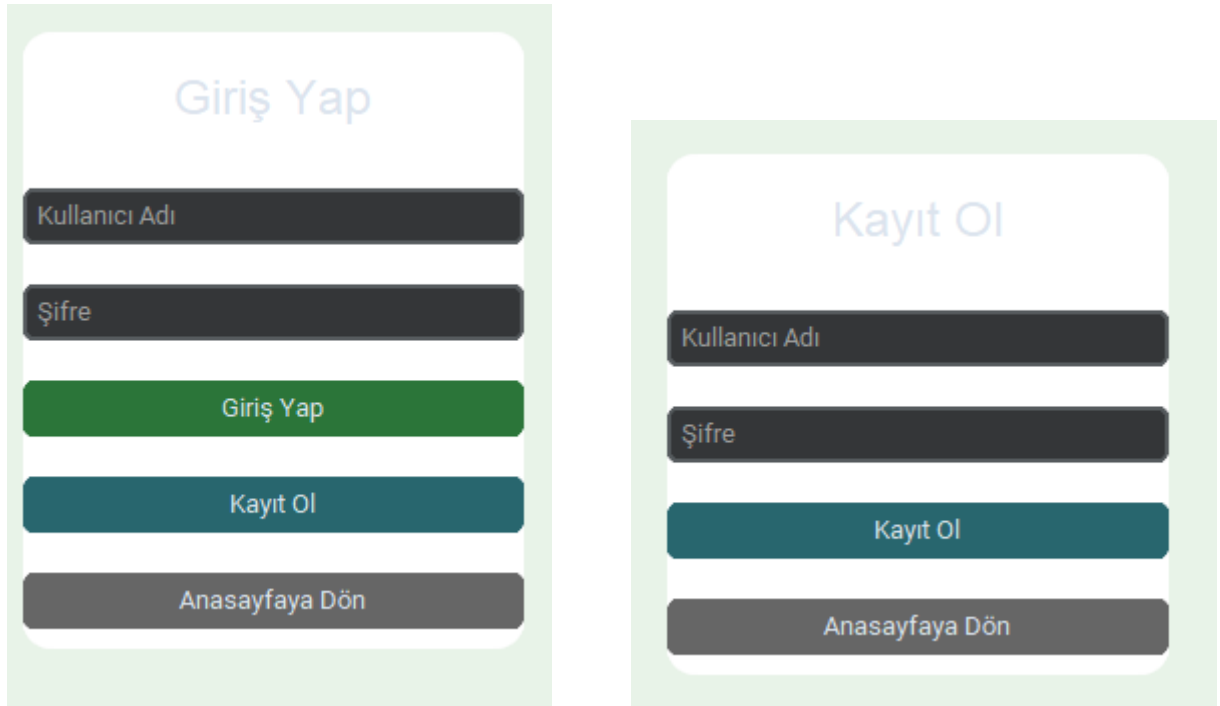 Giriş Yap
Kullanıcı Adı
Şifre
Giriş Yap
Kayıt Ol
Anasayfaya Dön
Kayıt Ol
Kullanıcı Adı
Şifre
Kayıt Ol
Anasayfaya Dön